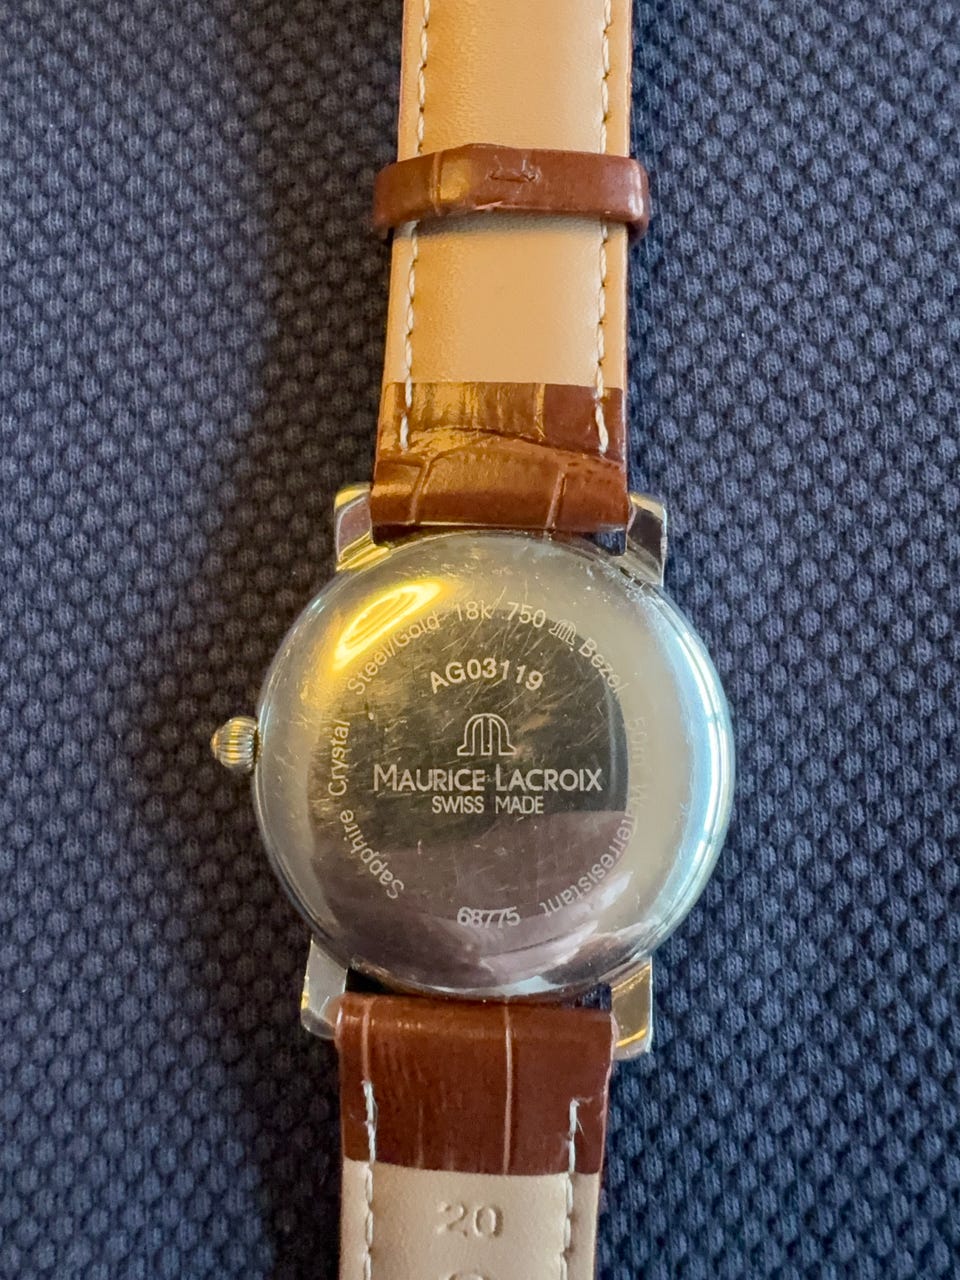 Steel/Gold 18k .750 Bezel
50m Waterresistant
Sapphire Crystal
AG03119
MAURICE LACROIX
SWISS MADE
68775
20